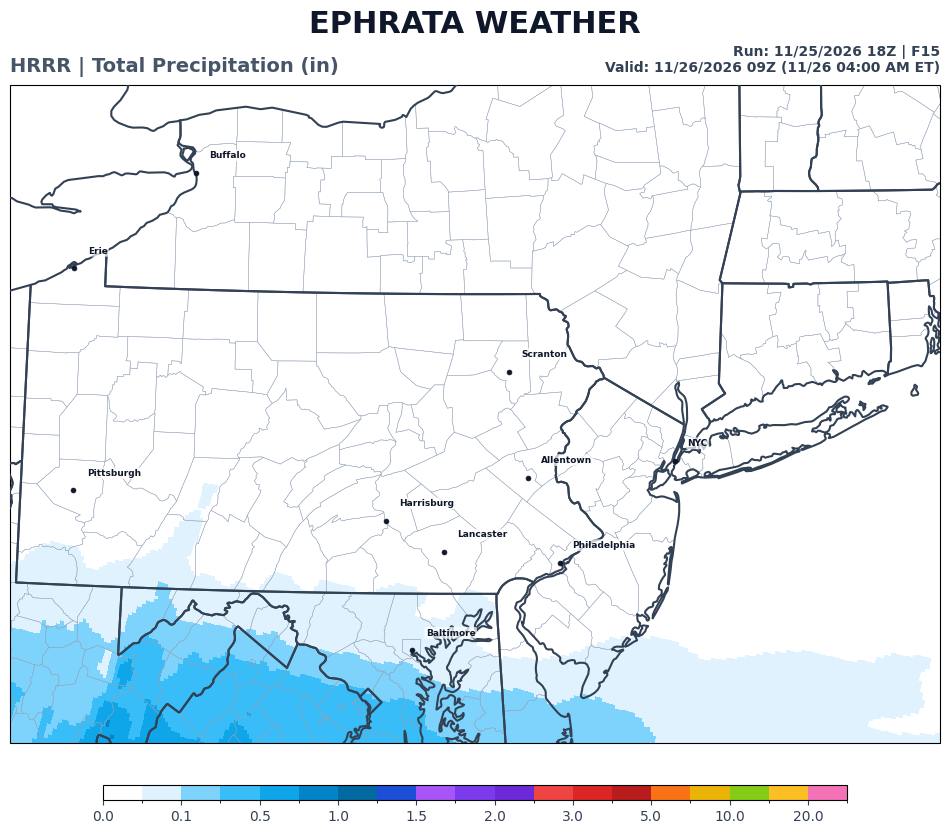 EPHRATA WEATHER
HRRR | Total Precipitation (in)
Run: 11/25/2026 18Z | F15
Valid: 11/26/2026 09Z (11/26 04:00 AM ET)
Buffalo
Erie
Scranton
NYC
Allentown
Pittsburgh
Harrisburg
Lancaster
Philadelphia
Baltimore
0.0 0.1 0.5 1.0 1.5 2.0 3.0 5.0 10.0 20.0